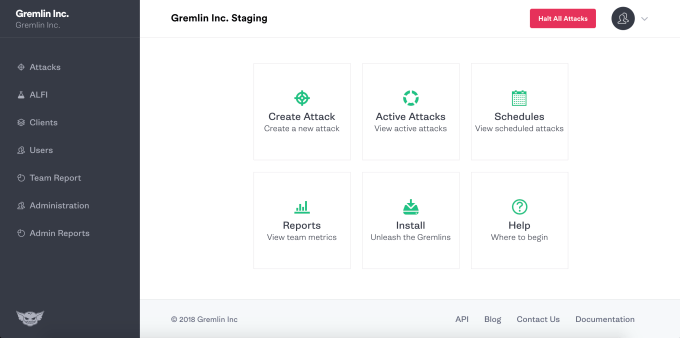 Gremlin Inc.
Gremlin Inc.
Gremlin Inc. Staging
Halt All Attacks
Attacks
ALFI
Clients
Users
Team Report
Administration
Admin Reports
Create Attack
Create a new attack
Active Attacks
View active attacks
Schedules
View scheduled attacks
Reports
View team metrics
Install
Unleash the Gremlins
Help
Where to begin
© 2018 Gremlin Inc
API
Blog
Contact Us
Documentation